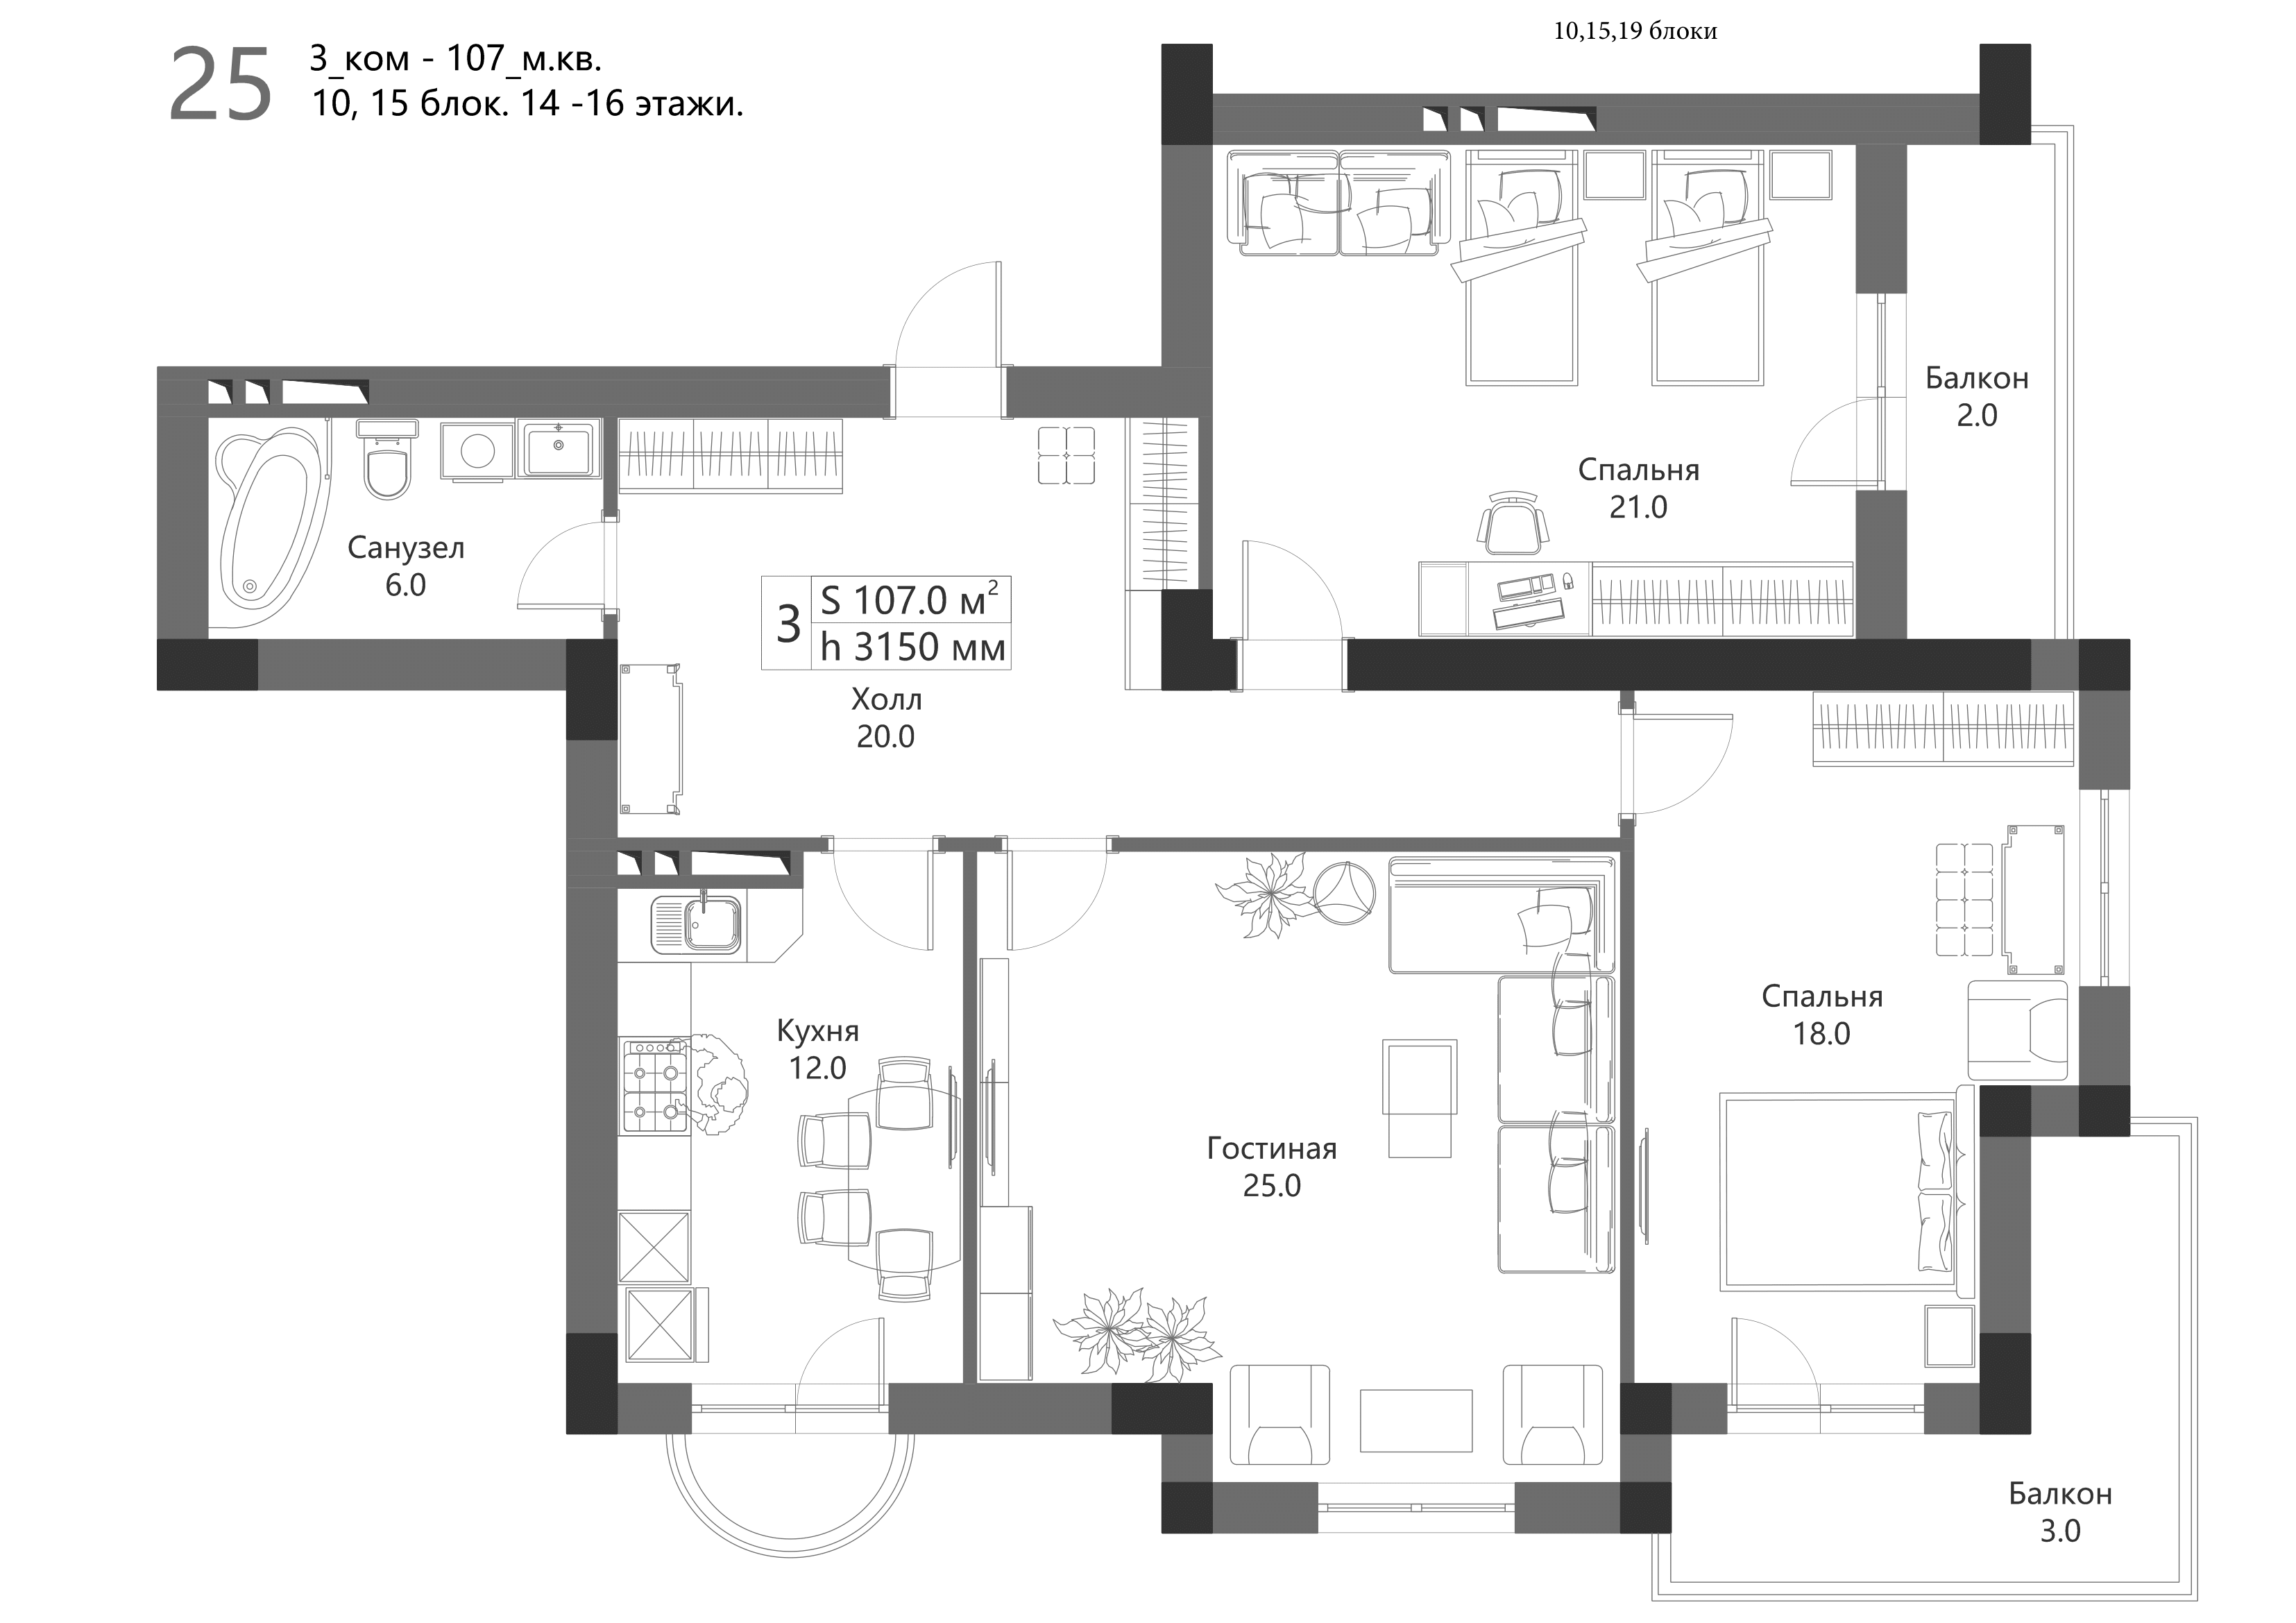 10,15,19 блоки
25
3_ком - 107_м.кв.
10, 15 блок. 14 -16 этажи.
Балкон
2.0
Спальня
21.0
Санузел
6.0
3
S 107.0 м²
h 3150 мм
Холл
20.0
Спальня
18.0
Кухня
12.0
Гостиная
25.0
Балкон
3.0